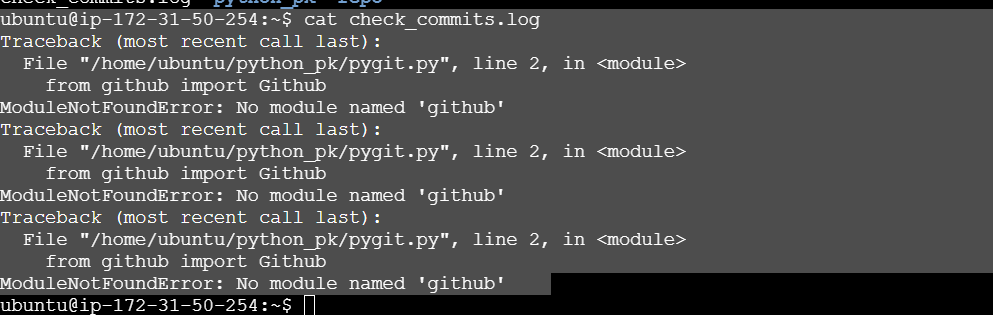 check_commits.log python_pk repo
ubuntu@ip-172-31-50-254:~$ cat check_commits.log
Traceback (most recent call last):
  File "/home/ubuntu/python_pk/pygit.py", line 2, in <module>
    from github import Github
ModuleNotFoundError: No module named 'github'
Traceback (most recent call last):
  File "/home/ubuntu/python_pk/pygit.py", line 2, in <module>
    from github import Github
ModuleNotFoundError: No module named 'github'
Traceback (most recent call last):
  File "/home/ubuntu/python_pk/pygit.py", line 2, in <module>
    from github import Github
ModuleNotFoundError: No module named 'github'
ubuntu@ip-172-31-50-254:~$